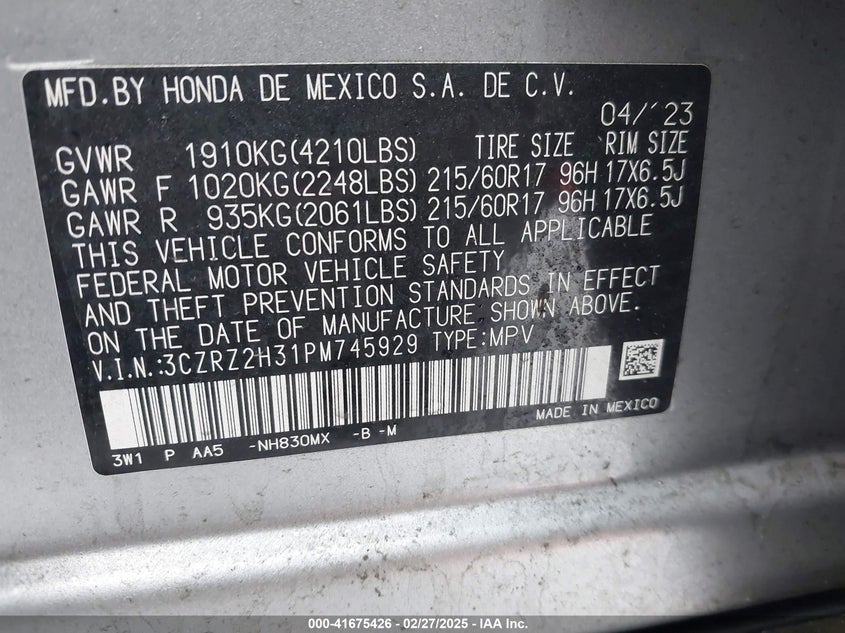 MFD.BY HONDA DE MEXICO S.A. DE C.V.
04/´23
GVWR 1910KG(4210LBS) TIRE SIZE RIM SIZE
GAWR F 1020KG(2248LBS) 215/60R17 96H 17X6.5J
GAWR R 935KG(2061LBS) 215/60R17 96H 17X6.5J
THIS VEHICLE CONFORMS TO ALL APPLICABLE
FEDERAL MOTOR VEHICLE SAFETY
AND THEFT PREVENTION STANDARDS IN EFFECT
ON THE DATE OF MANUFACTURE SHOWN ABOVE.
V.I.N.:3CZRZ2H31PM745929 TYPE:MPV
MADE IN MEXICO
3W1 P AA5 -NH830MX -B -M
000-41675426 - 02/27/2025 - IAA Inc.